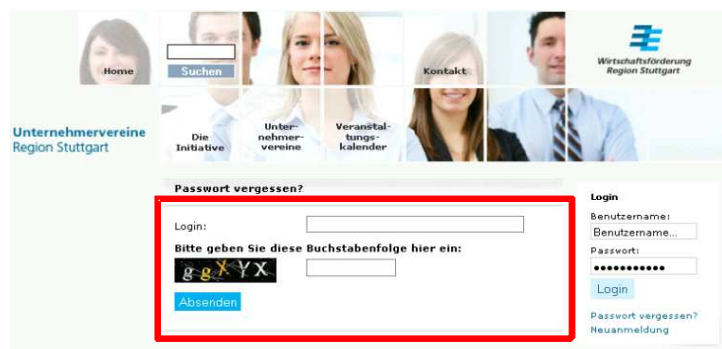 Home
Suchen
Kontakt
Wirtschaftsförderung
Region Stuttgart
Unternehmervereine
Region Stuttgart
Die
Initiative
Unter-
nehmer-
vereine
Veranstal-
tungs-
kalender
Passwort vergessen?
Login:
Bitte geben Sie diese Buchstabenfolge hier ein:
Absenden
Login
Benutzername:
Benutzername...
Passwort:
Login
Passwort vergessen?
Neuanmeldung